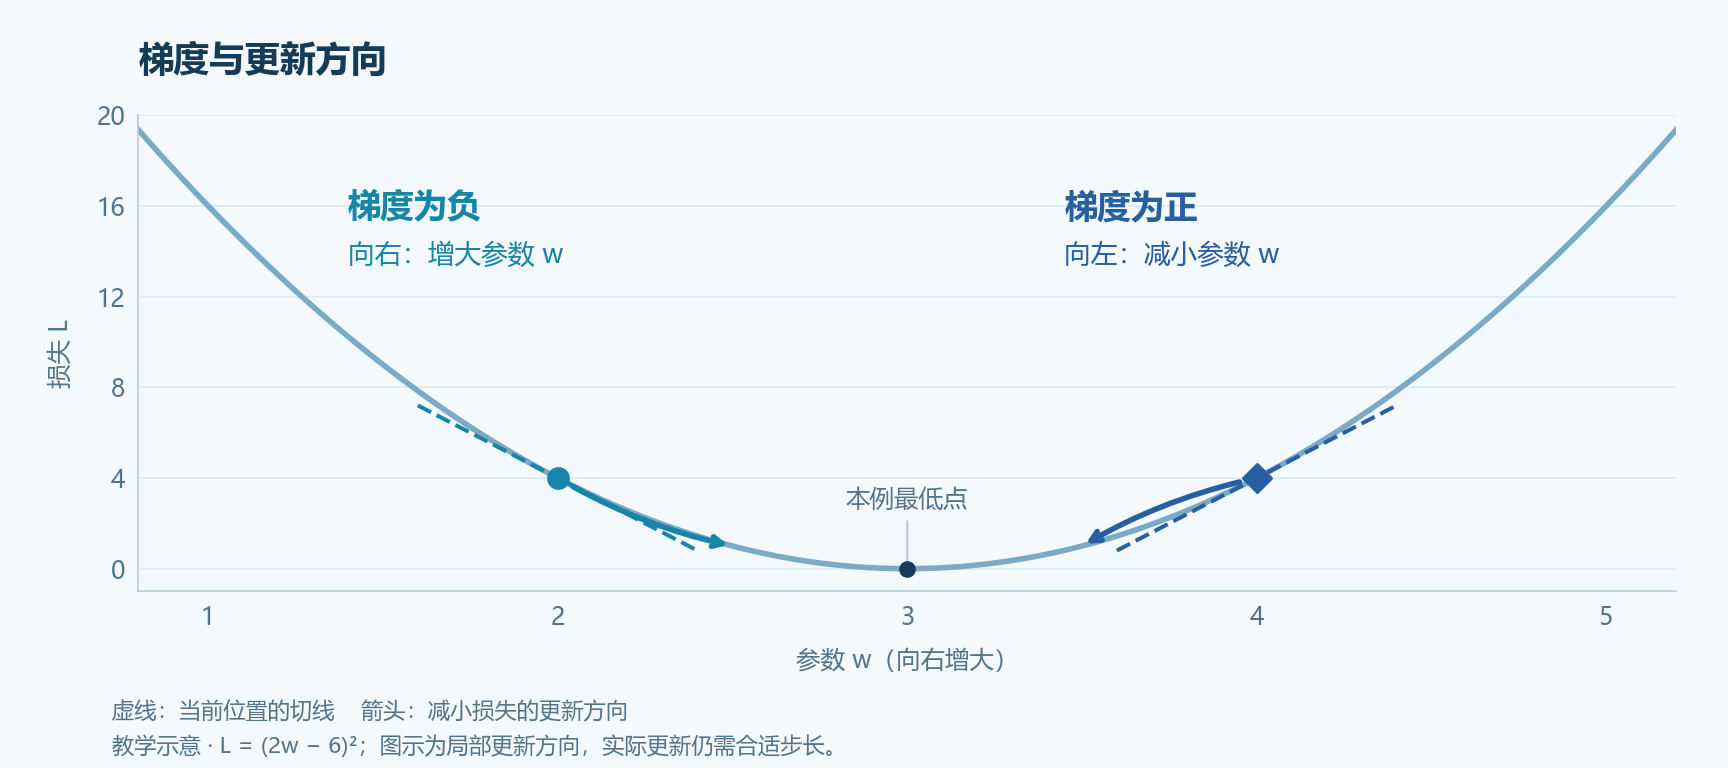 梯度与更新方向
20
16
12
8
4
0
损失 L
梯度为负
向右：增大参数 w
梯度为正
向左：减小参数 w
本例最低点
1 2 3 4 5
参数 w（向右增大）
虚线：当前位置的切线 箭头：减小损失的更新方向
教学示意 · L = (2w − 6)²；图示为局部更新方向，实际更新仍需合适步长。